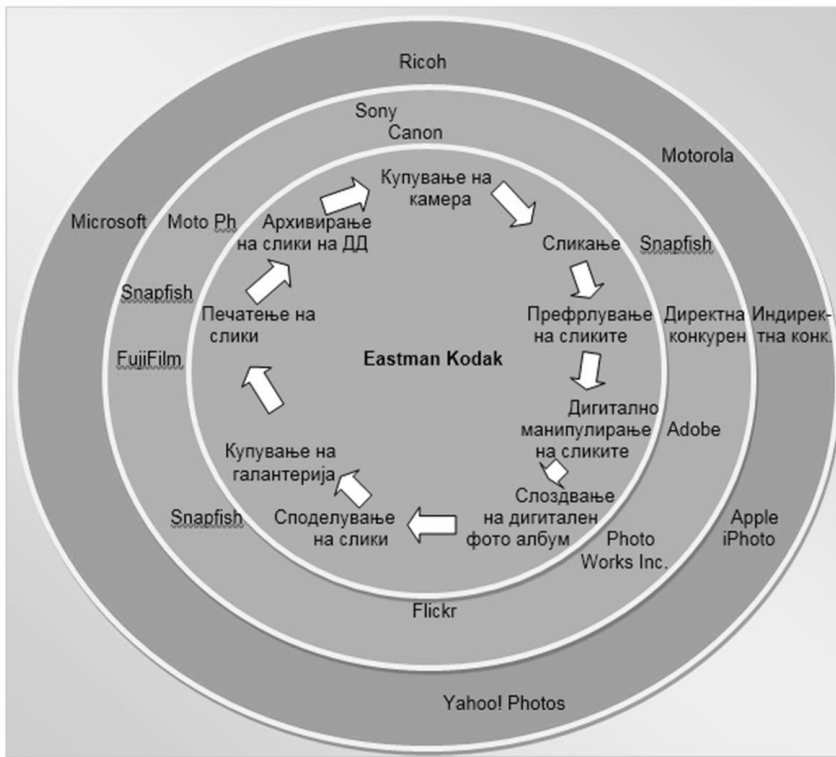 Ricoh
Sony
Canon
Motorola
Купување на
камера
Microsoft
Moto Ph
Архивирање
на слики на ДД
Сликање
Snapfish
Snapfish
Печатење на
слики
Префрлување
на сликите
Директна
конкурен
Индирек-
тна конк.
FujiFilm
Eastman Kodak
Дигитално
манипулирање
на сликите
Adobe
Купување на
галантерија
Слоздвање
на дигитален
фото албум
Snapfish
Споделување
на слики
Photo
Works Inc.
Apple
iPhoto
Flickr
Yahoo! Photos